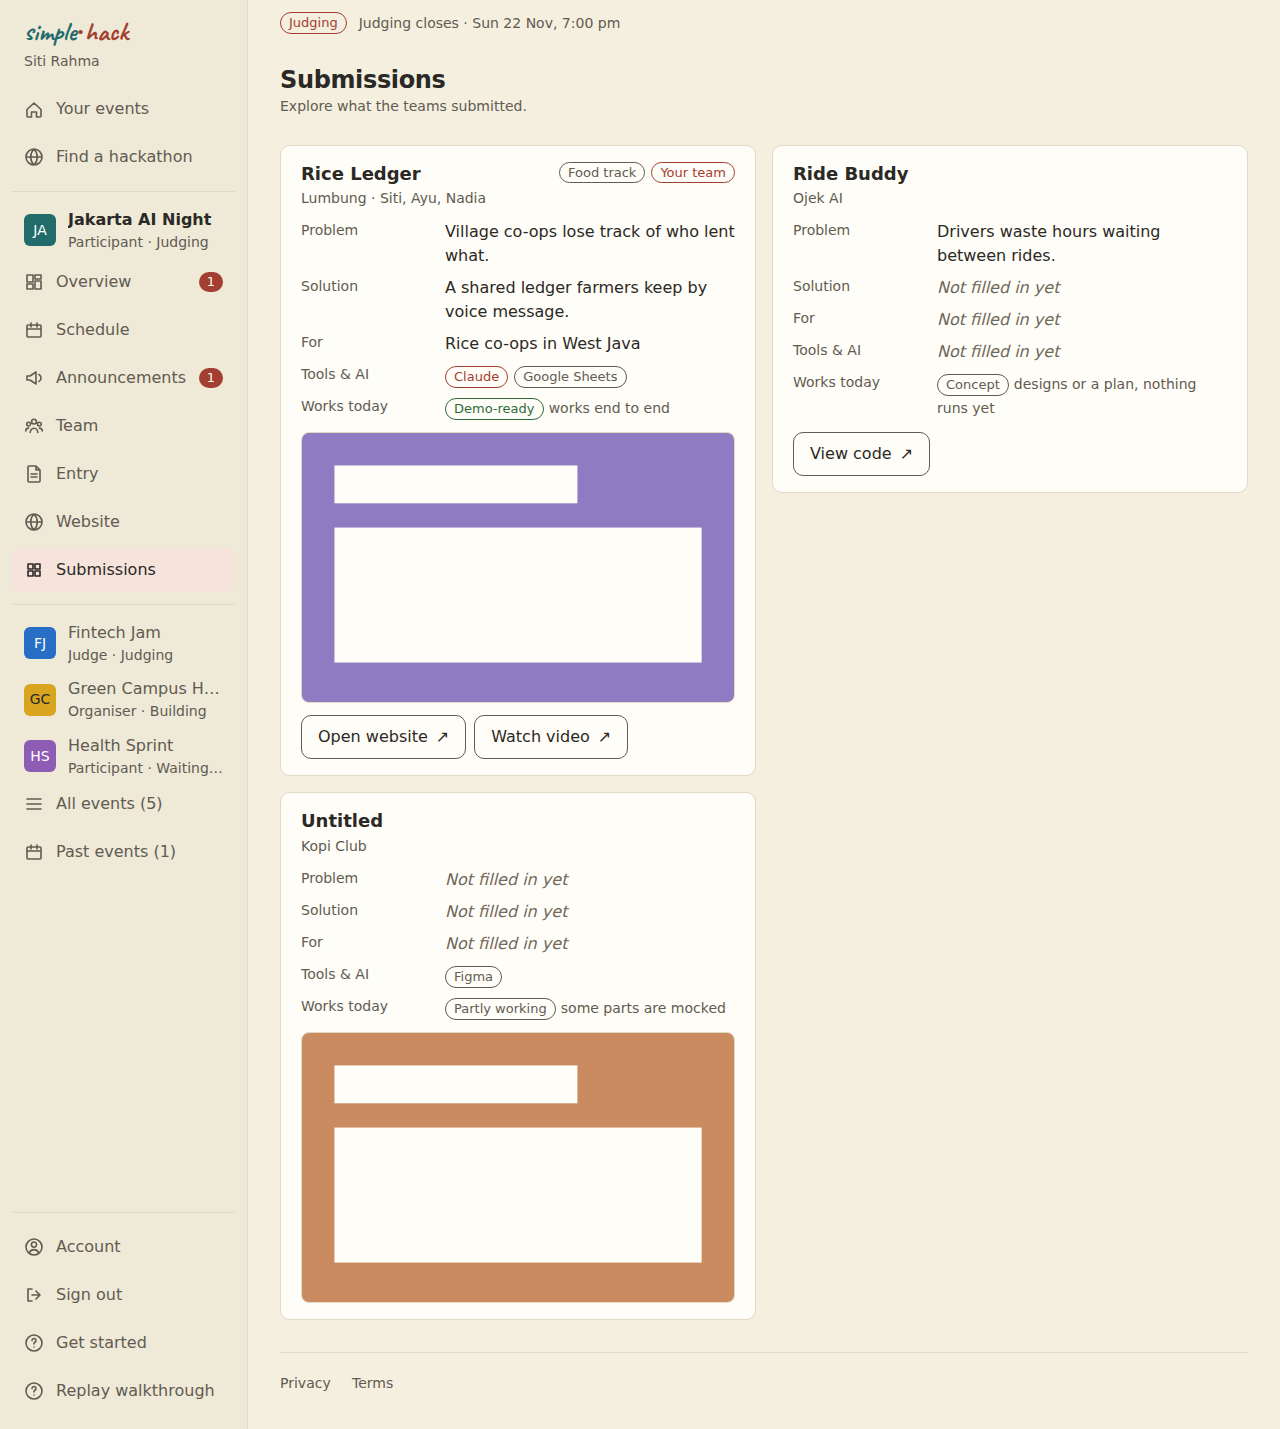 simple·hack
Siti Rahma
Your events
Find a hackathon
JA
Jakarta AI Night
Participant · Judging
Overview 1
Schedule
Announcements 1
Team
Entry
Website
Submissions
FJ
Fintech Jam
Judge · Judging
GC
Green Campus H…
Organiser · Building
HS
Health Sprint
Participant · Waiting…
All events (5)
Past events (1)
Account
Sign out
Get started
Replay walkthrough
Judging Judging closes · Sun 22 Nov, 7:00 pm
Submissions
Explore what the teams submitted.
Rice Ledger Food track Your team
Lumbung · Siti, Ayu, Nadia
Problem Village co-ops lose track of who lent
what.
Solution A shared ledger farmers keep by
voice message.
For Rice co-ops in West Java
Tools & AI Claude Google Sheets
Works today Demo-ready works end to end
Open website ↗ Watch video ↗
Ride Buddy
Ojek AI
Problem Drivers waste hours waiting
between rides.
Solution Not filled in yet
For Not filled in yet
Tools & AI Not filled in yet
Works today Concept designs or a plan, nothing
runs yet
View code ↗
Untitled
Kopi Club
Problem Not filled in yet
Solution Not filled in yet
For Not filled in yet
Tools & AI Figma
Works today Partly working some parts are mocked
Privacy Terms